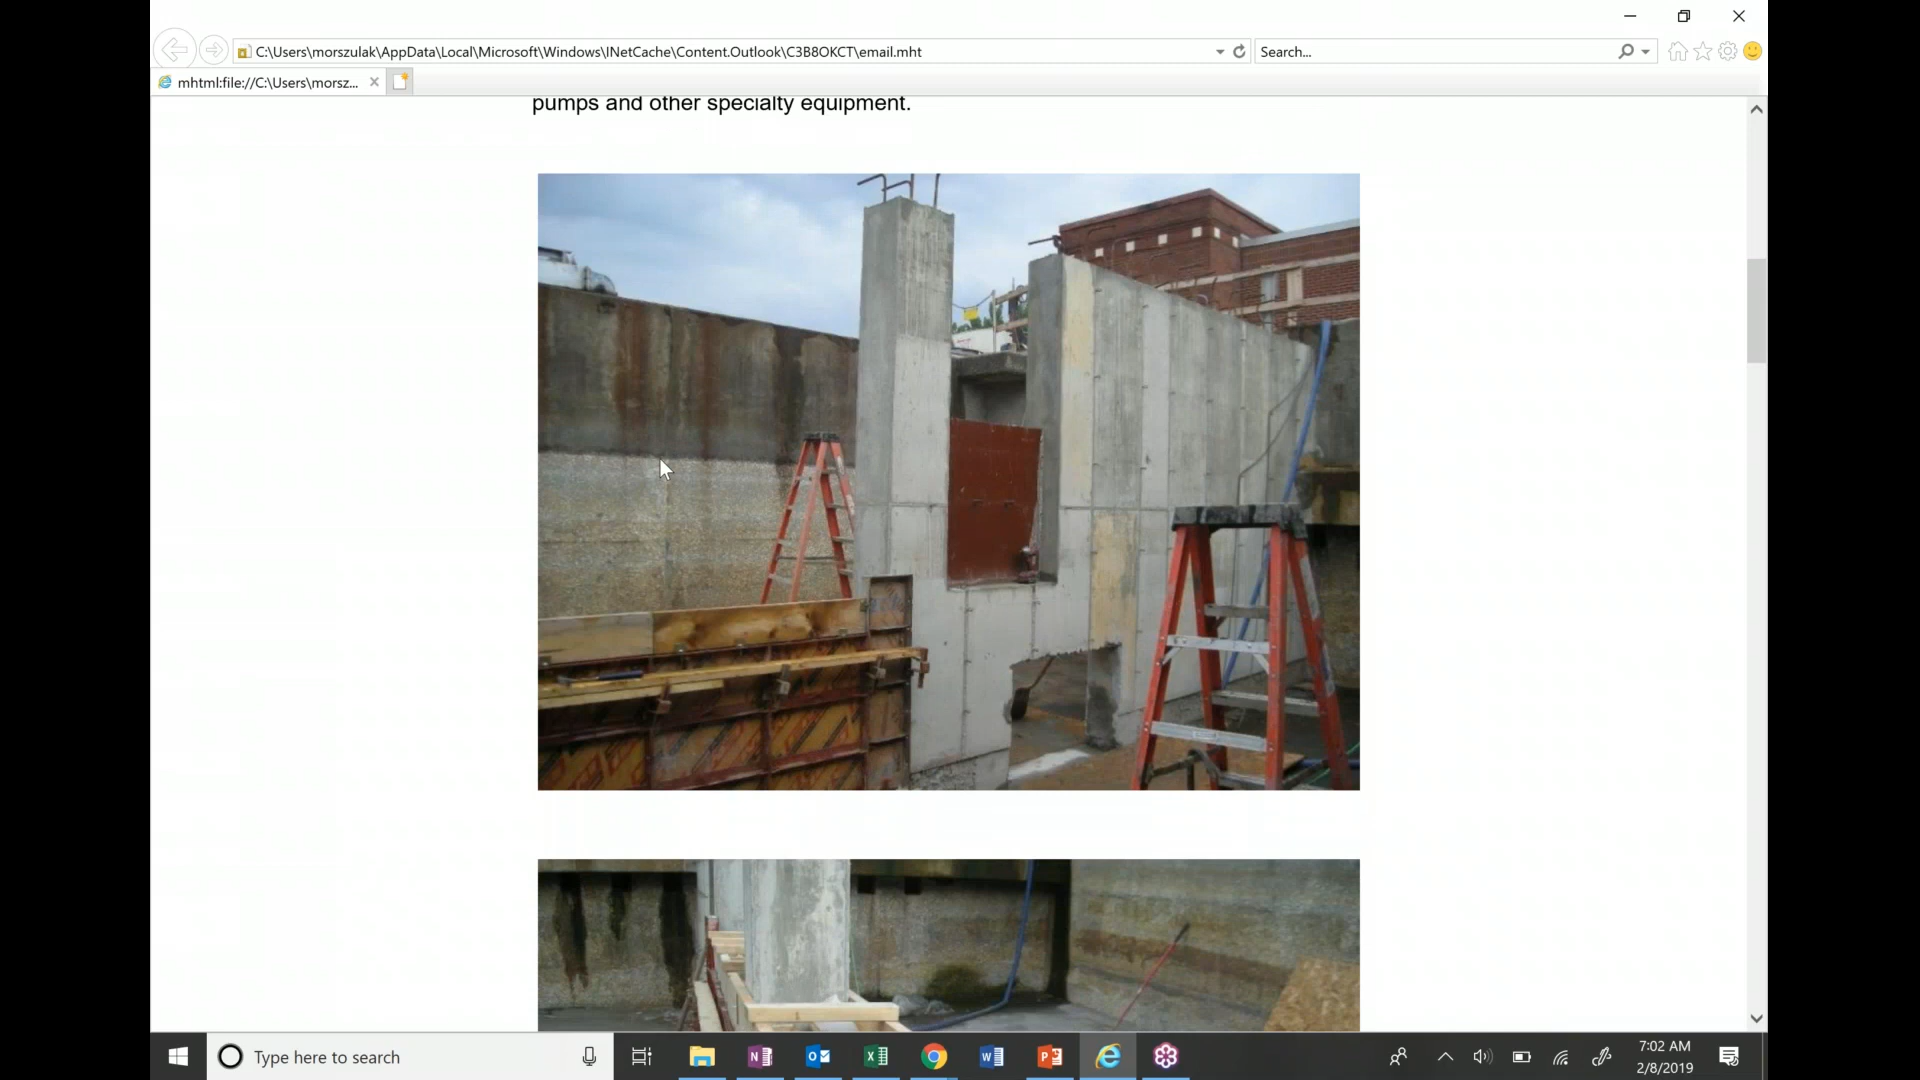 C:\Users\morszulak\AppData\Local\Microsoft\Windows\INetCache\Content.Outlook\C3B8OKCT\email.mht
Search...
mhtml:file://C:\Users\morsz...
pumps and other specialty equipment.
Type here to search
7:02 AM
2/8/2019